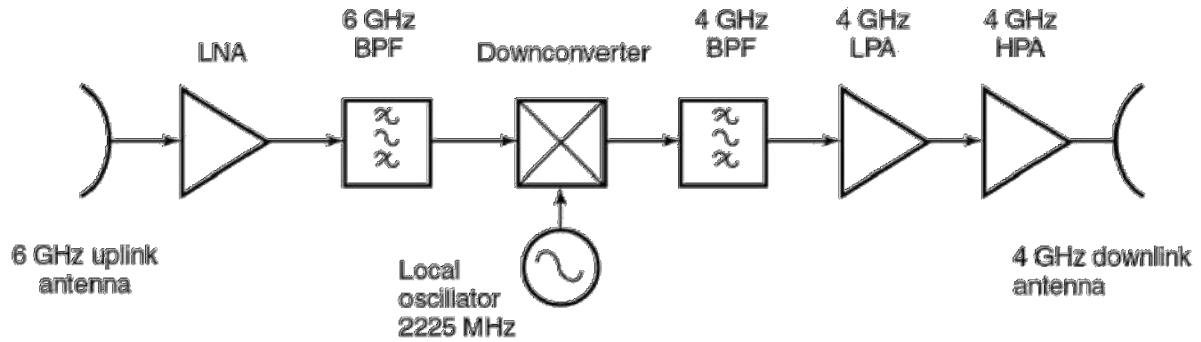 LNA
6 GHz
BPF
Downconverter
4 GHz
BPF
4 GHz
LPA
4 GHz
HPA
6 GHz uplink
antenna
Local
oscillator
2225 MHz
4 GHz downlink
antenna